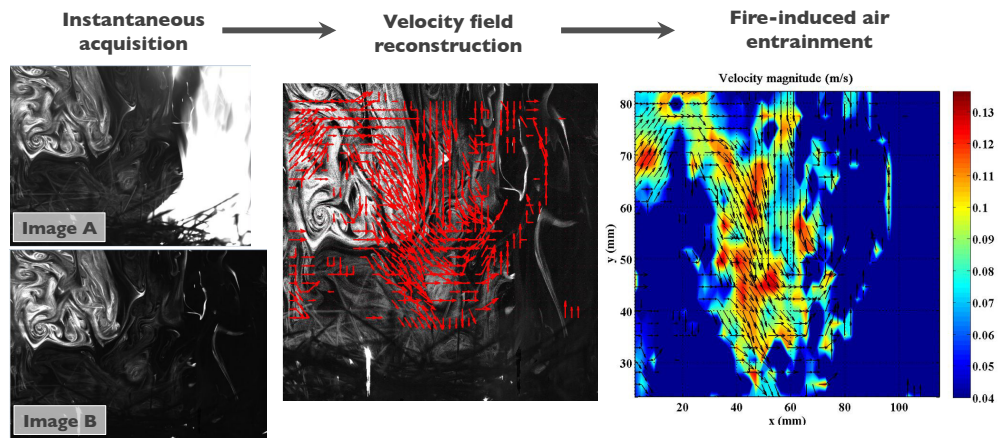 Instantaneous
acquisition
Velocity field
reconstruction
Fire-induced air
entrainment
Image A
Image B
Velocity magnitude (m/s)
80
70
60
50
40
30
y (mm)
20
40
60
80
100
x (mm)
0.13
0.12
0.11
0.1
0.09
0.08
0.07
0.06
0.05
0.04